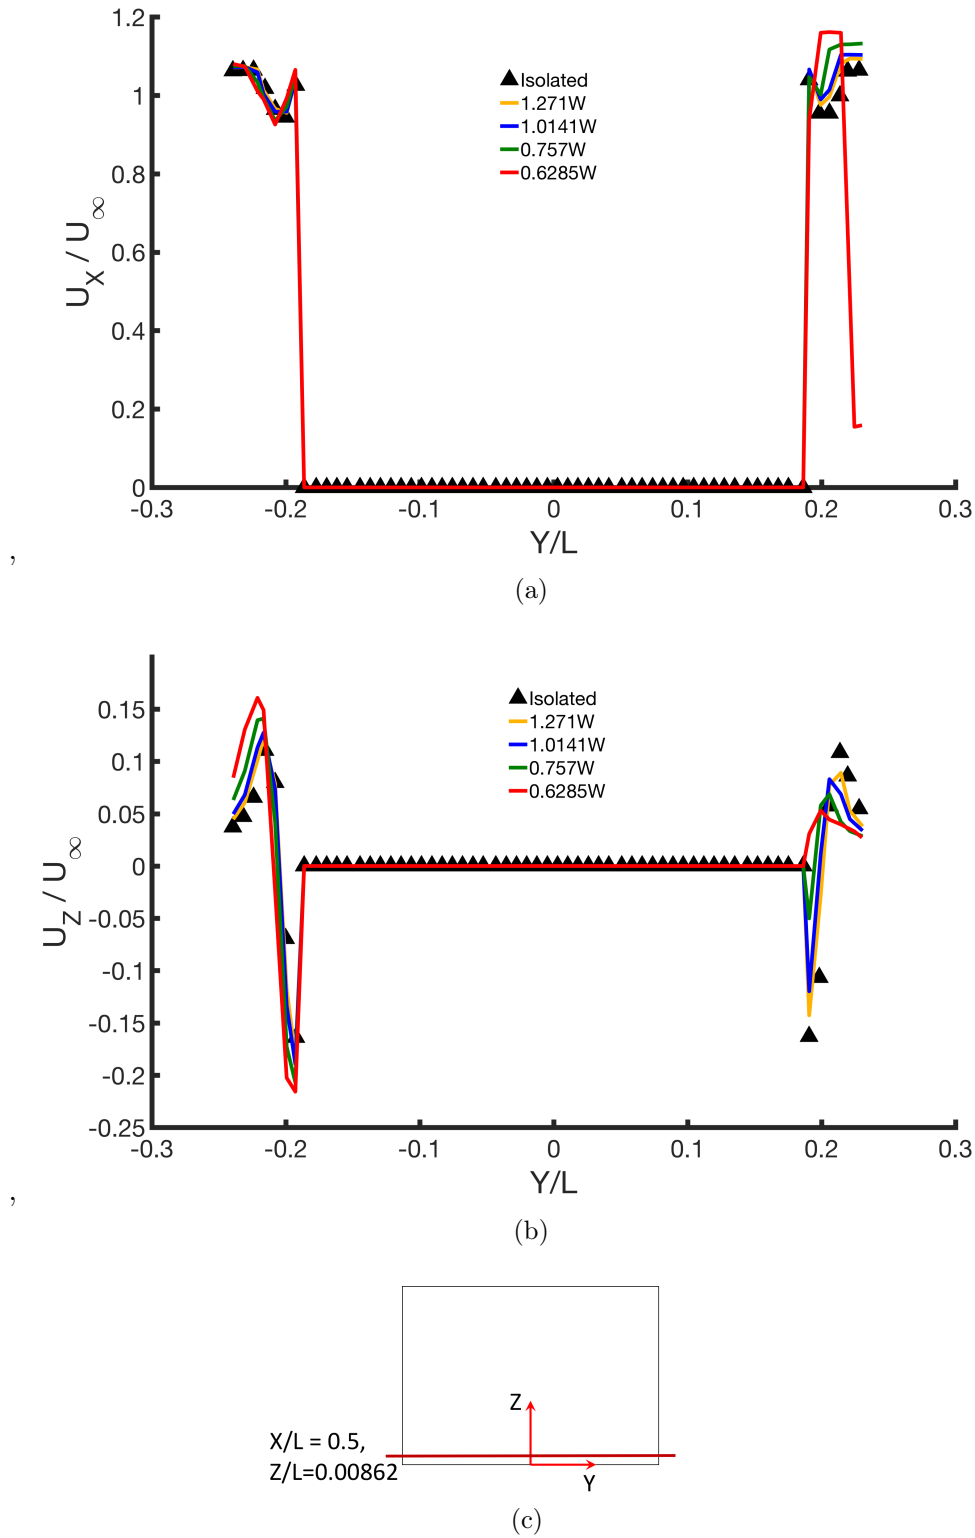 1.2
1
0.8
0.6
0.4
0.2
0
U_X / U_∞
Isolated
1.271W
1.0141W
0.757W
0.6285W
-0.3 -0.2 -0.1 0 0.1 0.2 0.3
Y/L
,
(a)
0.15
0.1
0.05
0
-0.05
-0.1
-0.15
-0.2
-0.25
U_Z / U_∞
Isolated
1.271W
1.0141W
0.757W
0.6285W
-0.3 -0.2 -0.1 0 0.1 0.2 0.3
Y/L
,
(b)
Z
X/L = 0.5,
Z/L=0.00862
Y
(c)